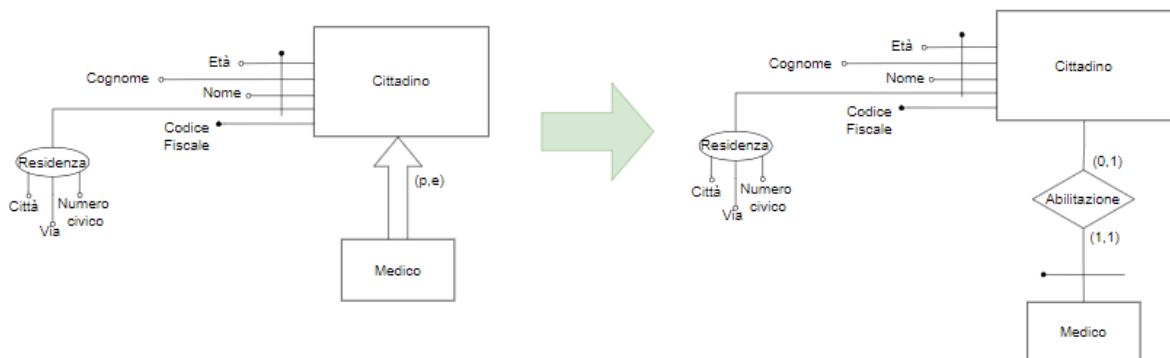 Età
Cognome
Nome
Codice
Fiscale
Residenza
Città
Via
Numero
civico
Cittadino
(p,e)
Medico
Età
Cognome
Nome
Codice
Fiscale
Residenza
Città
Via
Numero
civico
Cittadino
(0,1)
Abilitazione
(1,1)
Medico